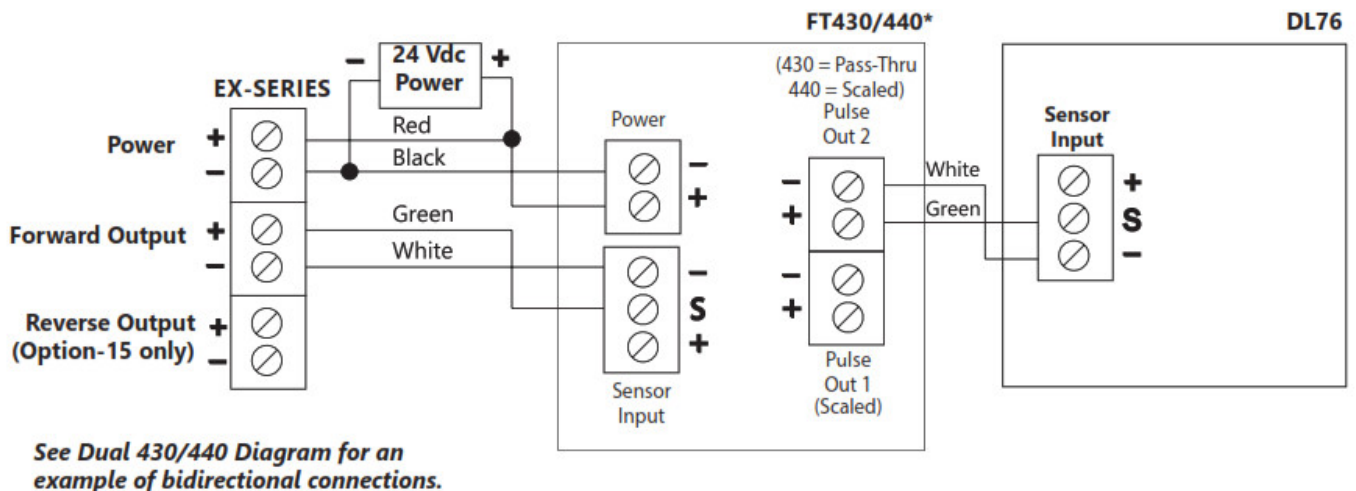 FT430/440*
DL76
24 Vdc
Power
– +
EX-SERIES
(430 = Pass-Thru
440 = Scaled)
Pulse
Out 2
Power
+
–
Red
Black
Power
–
+
Sensor
Input
+
S
–
White
Green
–
+
Forward Output
+
–
Green
White
–
S
+
Sensor
Input
–
+
Pulse
Out 1
(Scaled)
Reverse Output
(Option-15 only)
+
–
See Dual 430/440 Diagram for an
example of bidirectional connections.